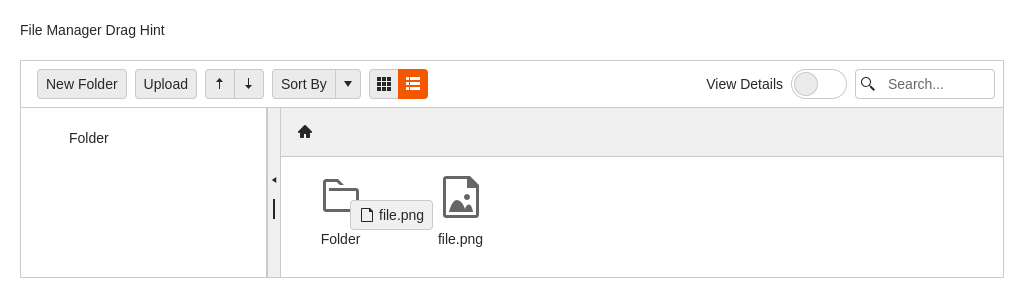 File Manager Drag Hint
New Folder Upload Sort By View Details Search...
Folder
file.png
Folder file.png